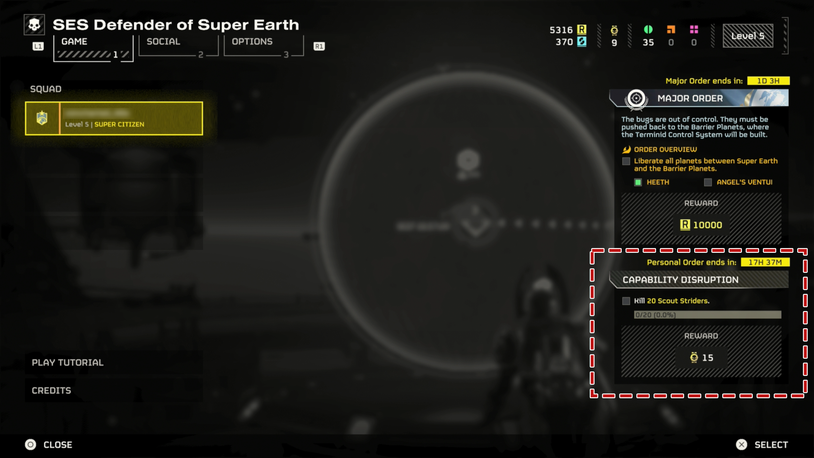 SES Defender of Super Earth
L1
GAME
1
SOCIAL
2
OPTIONS
3
R1
5316
370
9
35
0
0
Level 5
SQUAD
Level 5 | SUPER CITIZEN
PLAY TUTORIAL
CREDITS
Major Order ends in: 1D 3H
MAJOR ORDER
The bugs are out of control. They must be
pushed back to the Barrier Planets, where
the Terminid Control System will be built.
ORDER OVERVIEW
Liberate all planets between Super Earth
and the Barrier Planets.
HEETH
ANGEL'S VENTUI
REWARD
R 10000
Personal Order ends in: 17H 37M
CAPABILITY DISRUPTION
Kill 20 Scout Striders.
0/20 (0.0%)
REWARD
15
CLOSE
SELECT